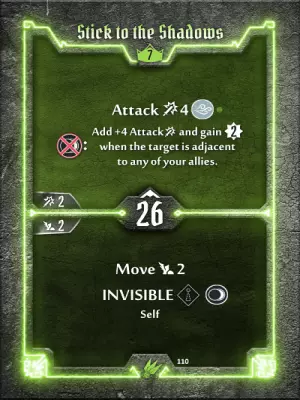 Stick to the Shadows
7
Attack 4
: Add +4 Attack and gain 2
when the target is adjacent
to any of your allies.
2
26
2
Move 2
INVISIBLE
Self
110